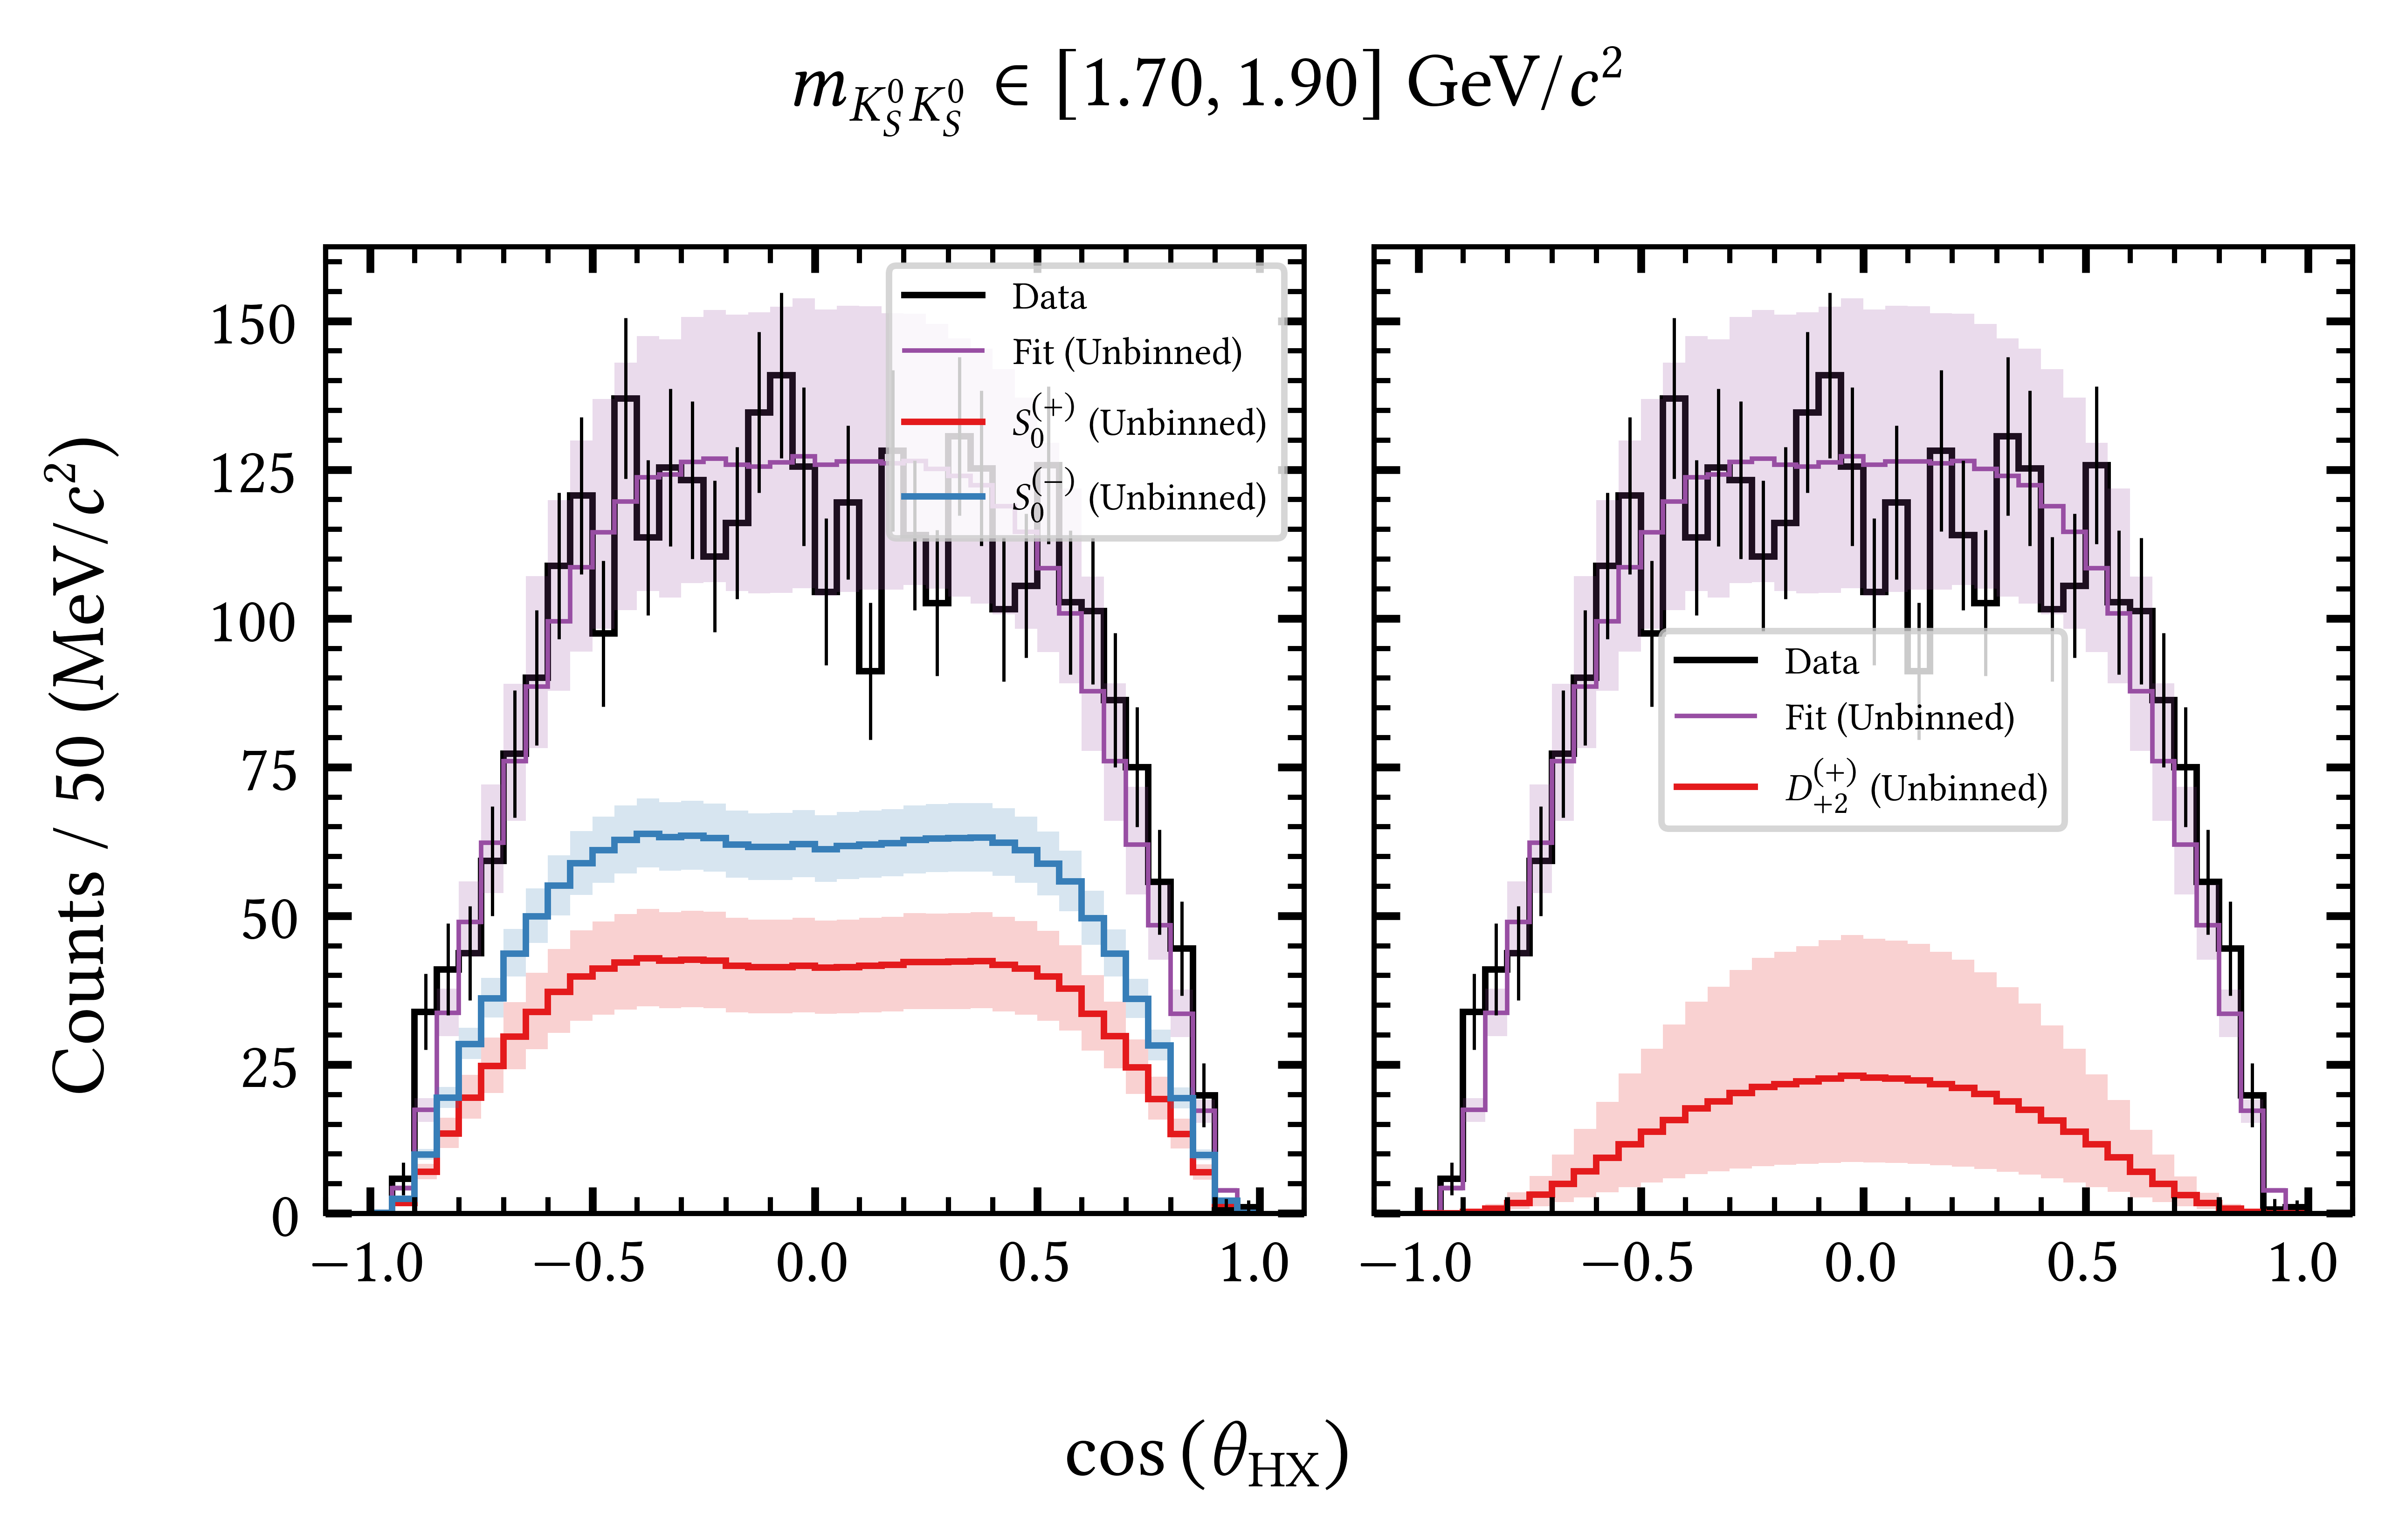 m_{K_S^0 K_S^0} ∈ [1.70, 1.90] GeV/c²
Counts / 50 (MeV/c²)
150
125
100
75
50
25
0
Data
Fit (Unbinned)
S_0^{(+)} (Unbinned)
S_0^{(−)} (Unbinned)
−1.0 −0.5 0.0 0.5 1.0
Data
Fit (Unbinned)
D_{+2}^{(+)} (Unbinned)
−1.0 −0.5 0.0 0.5 1.0
cos (θ_{HX})